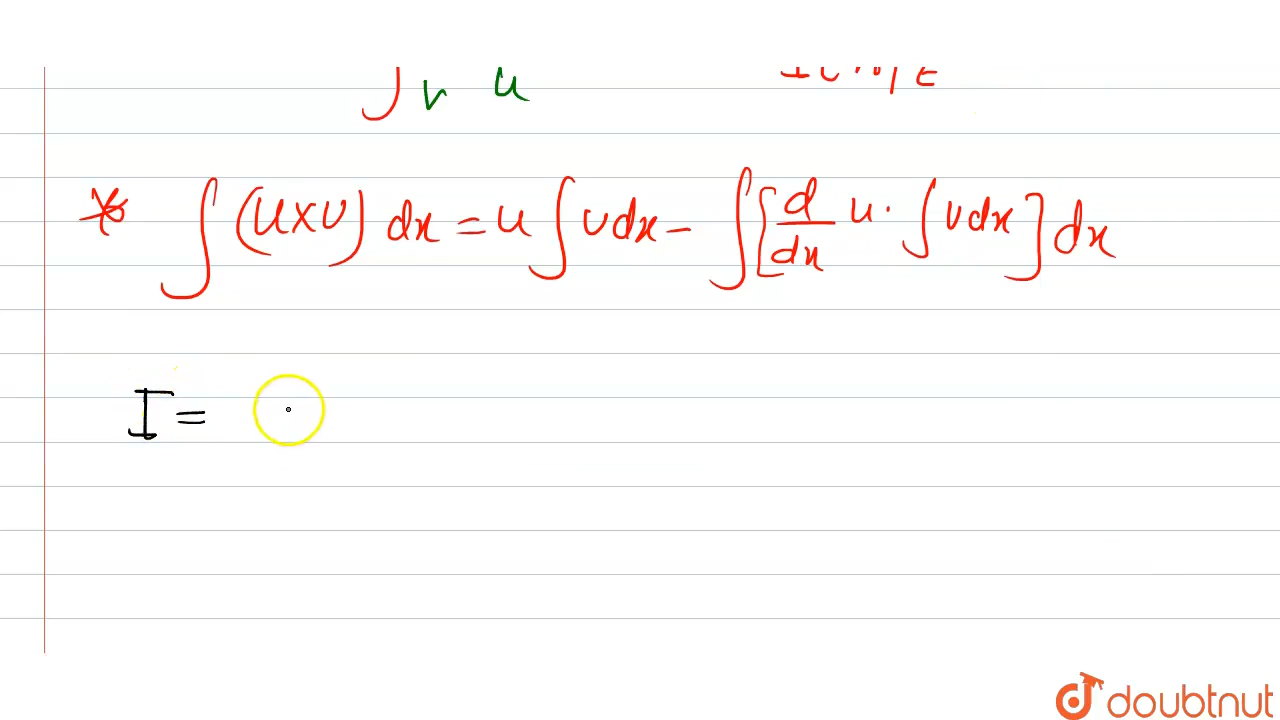 ∫ v u
* ∫ (u×v) dx = u ∫ v dx - ∫ [d/dx u · ∫ v dx] dx
I =
doubtnut